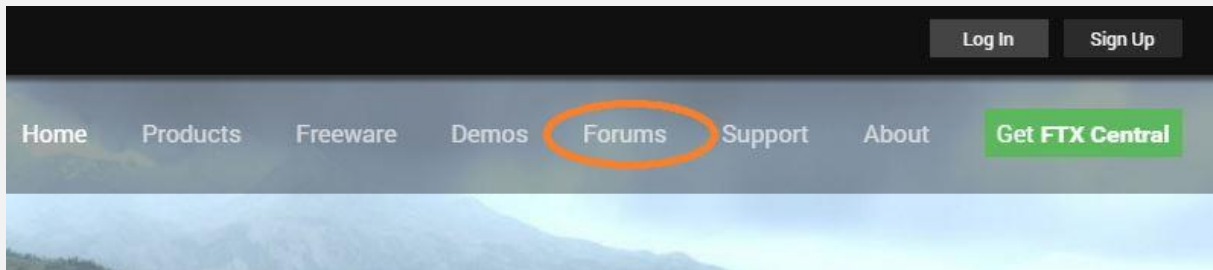 Log In Sign Up
Home Products Freeware Demos Forums Support About Get FTX Central